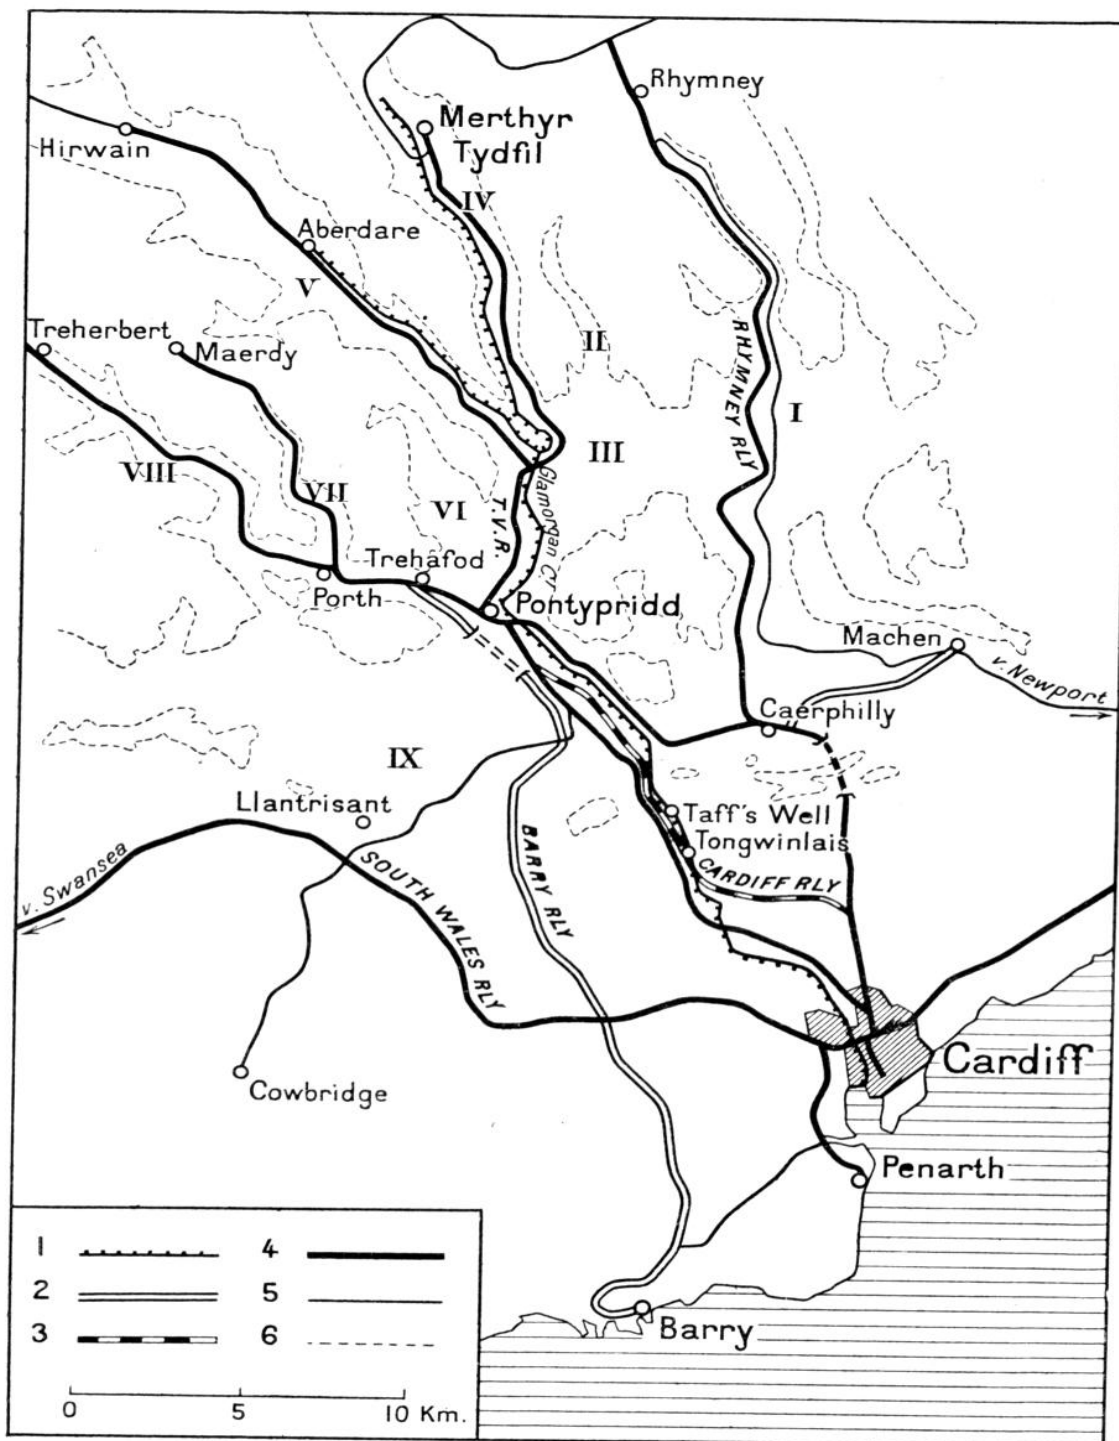 Rhymney
Merthyr
Tydfil
Hirwain
IV
Aberdare
V
Treherbert
Maerdy
II
RHYMNEY RLY
I
III
VIII
VII
VI
T.V.R.
Glamorgan Cl
Trehafod
Porth
Pontypridd
Machen
v. Newport
Caerphilly
IX
Llantrisant
Taff's Well
Tongwinlais
v. Swansea
SOUTH WALES RLY
BARRY RLY
CARDIFF RLY
Cardiff
Cowbridge
Penarth
Barry
1 4
2 5
3 6
0 5 10 Km.